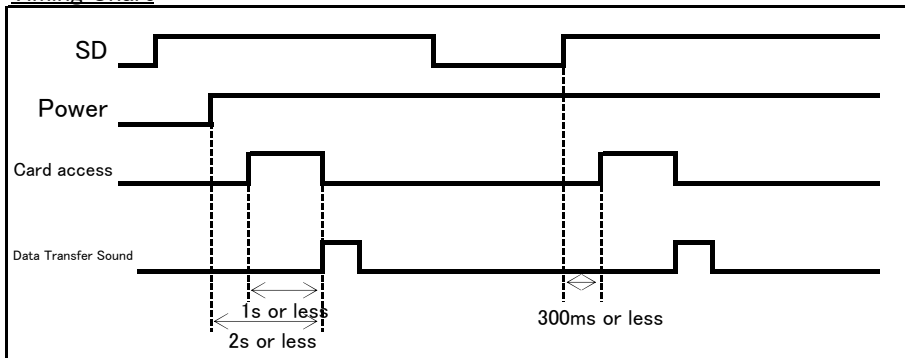 Timing Chart
SD
Power
Card access
Data Transfer Sound
1s or less
2s or less
300ms or less